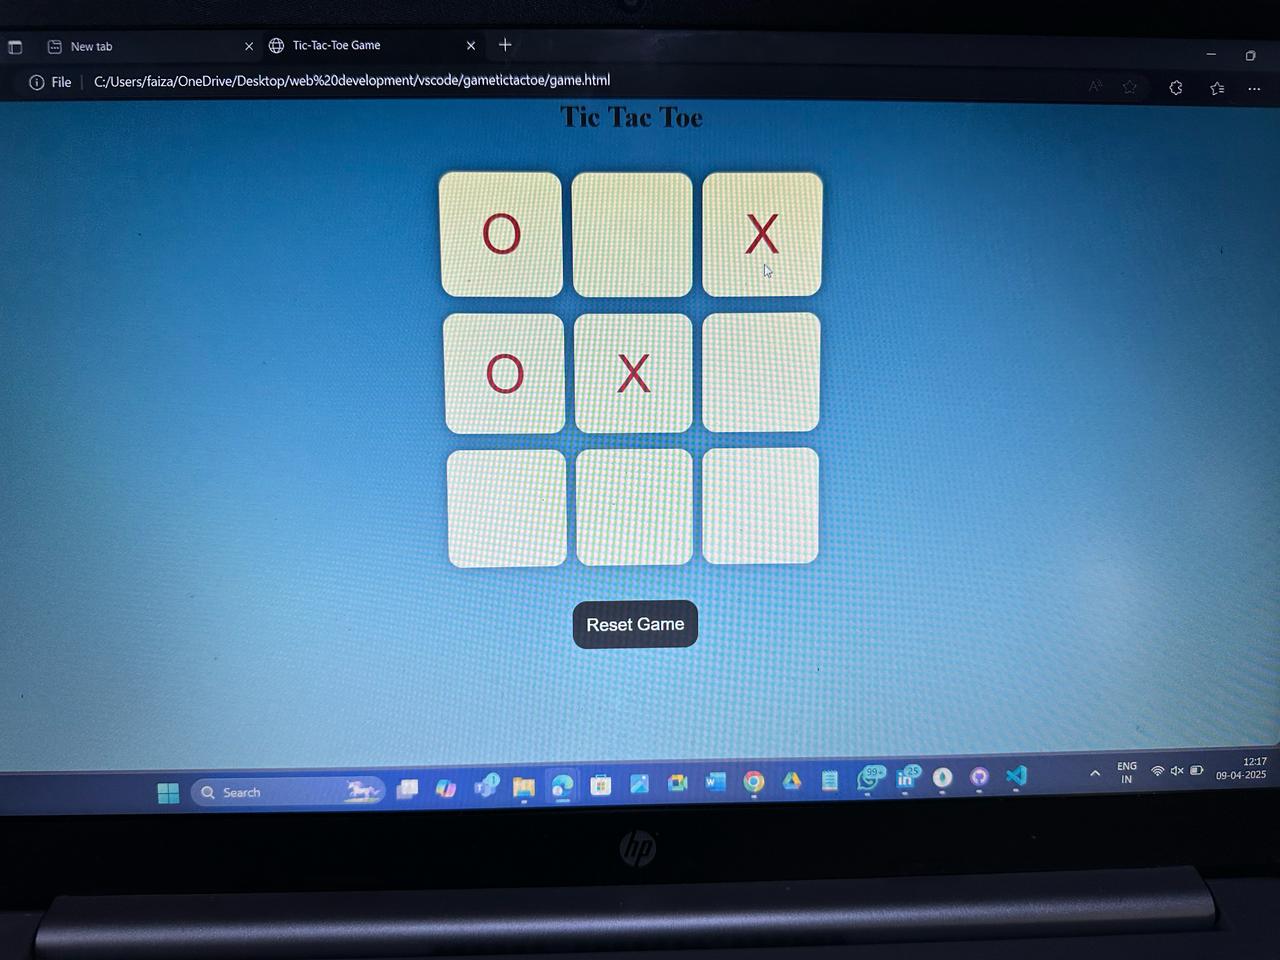 New tab
Tic-Tac-Toe Game
File
C:/Users/faiza/OneDrive/Desktop/web%20development/vscode/gametictactoe/game.html
Tic Tac Toe
O X
O X
Reset Game
Search
1
99+
25
ENG
IN
12:17
09-04-2025
hp